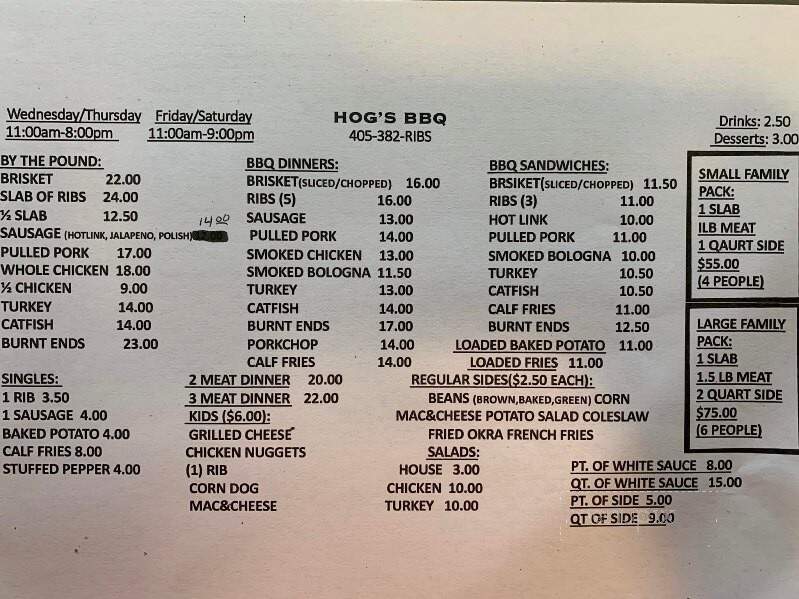 Wednesday/Thursday Friday/Saturday
11:00am-8:00pm 11:00am-9:00pm
HOG'S BBQ
405-382-RIBS
Drinks: 2.50
Desserts: 3.00
BY THE POUND:
BRISKET 22.00
SLAB OF RIBS 24.00
½ SLAB 12.50
SAUSAGE (HOTLINK, JALAPENO, POLISH) 14.00
PULLED PORK 17.00
WHOLE CHICKEN 18.00
½ CHICKEN 9.00
TURKEY 14.00
CATFISH 14.00
BURNT ENDS 23.00
BBQ DINNERS:
BRISKET(SLICED/CHOPPED) 16.00
RIBS (5) 16.00
SAUSAGE 13.00
PULLED PORK 14.00
SMOKED CHICKEN 13.00
SMOKED BOLOGNA 11.50
TURKEY 13.00
CATFISH 14.00
BURNT ENDS 17.00
PORKCHOP 14.00
CALF FRIES 14.00
BBQ SANDWICHES:
BRSIKET(SLICED/CHOPPED) 11.50
RIBS (3) 11.00
HOT LINK 10.00
PULLED PORK 11.00
SMOKED BOLOGNA 10.00
TURKEY 10.50
CATFISH 10.50
CALF FRIES 11.00
BURNT ENDS 12.50
LOADED BAKED POTATO 11.00
LOADED FRIES 11.00
SMALL FAMILY
PACK:
1 SLAB
1LB MEAT
1 QAURT SIDE
$55.00
(4 PEOPLE)
LARGE FAMILY
PACK:
1 SLAB
1.5 LB MEAT
2 QUART SIDE
$75.00
(6 PEOPLE)
SINGLES:
1 RIB 3.50
1 SAUSAGE 4.00
BAKED POTATO 4.00
CALF FRIES 8.00
STUFFED PEPPER 4.00
2 MEAT DINNER 20.00
3 MEAT DINNER 22.00
KIDS ($6.00):
GRILLED CHEESE
CHICKEN NUGGETS
(1) RIB
CORN DOG
MAC&CHEESE
REGULAR SIDES($2.50 EACH):
BEANS (BROWN,BAKED,GREEN) CORN
MAC&CHEESE POTATO SALAD COLESLAW
FRIED OKRA FRENCH FRIES
SALADS:
HOUSE 3.00
CHICKEN 10.00
TURKEY 10.00
PT. OF WHITE SAUCE 8.00
QT. OF WHITE SAUCE 15.00
PT. OF SIDE 5.00
QT OF SIDE 9.00